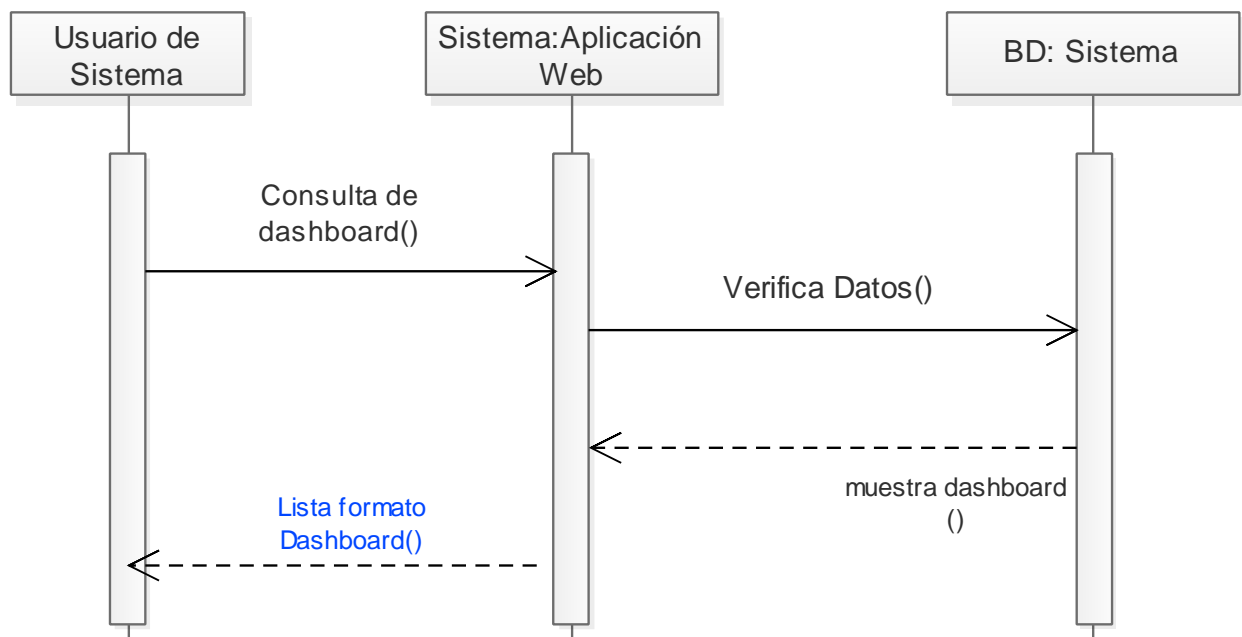 Usuario de
Sistema
Sistema:Aplicación
Web
BD: Sistema
Consulta de
dashboard()
Verifica Datos()
muestra dashboard
()
Lista formato
Dashboard()